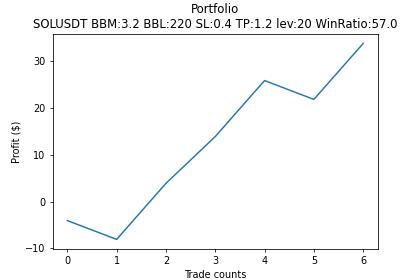 Portfolio
SOLUSDT BBM:3.2 BBL:220 SL:0.4 TP:1.2 lev:20 WinRatio:57.0
Profit ($)
30
20
10
0
−10
0 1 2 3 4 5 6
Trade counts